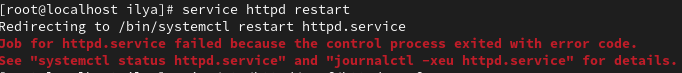 [root@localhost ilya]# service httpd restart
Redirecting to /bin/systemctl restart httpd.service
Job for httpd.service failed because the control process exited with error code.
See "systemctl status httpd.service" and "journalctl -xeu httpd.service" for details.